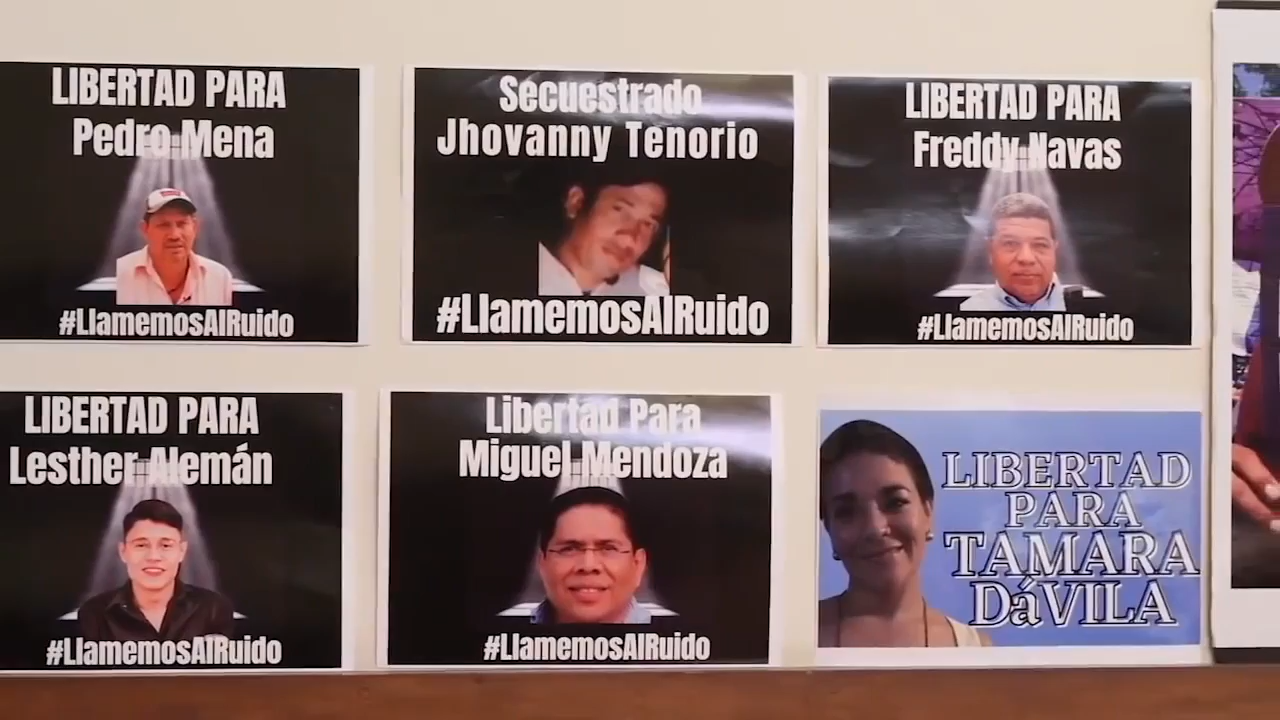 LIBERTAD PARA
Pedro Mena
#LlamemosAlRuido
Secuestrado
Jhovanny Tenorio
#LlamemosAlRuido
LIBERTAD PARA
Freddy Navas
#LlamemosAlRuido
LIBERTAD PARA
Lesther Alemán
#LlamemosAlRuido
Libertad Para
Miguel Mendoza
#LlamemosAlRuido
LIBERTAD
PARA
TAMARA
DáVILA